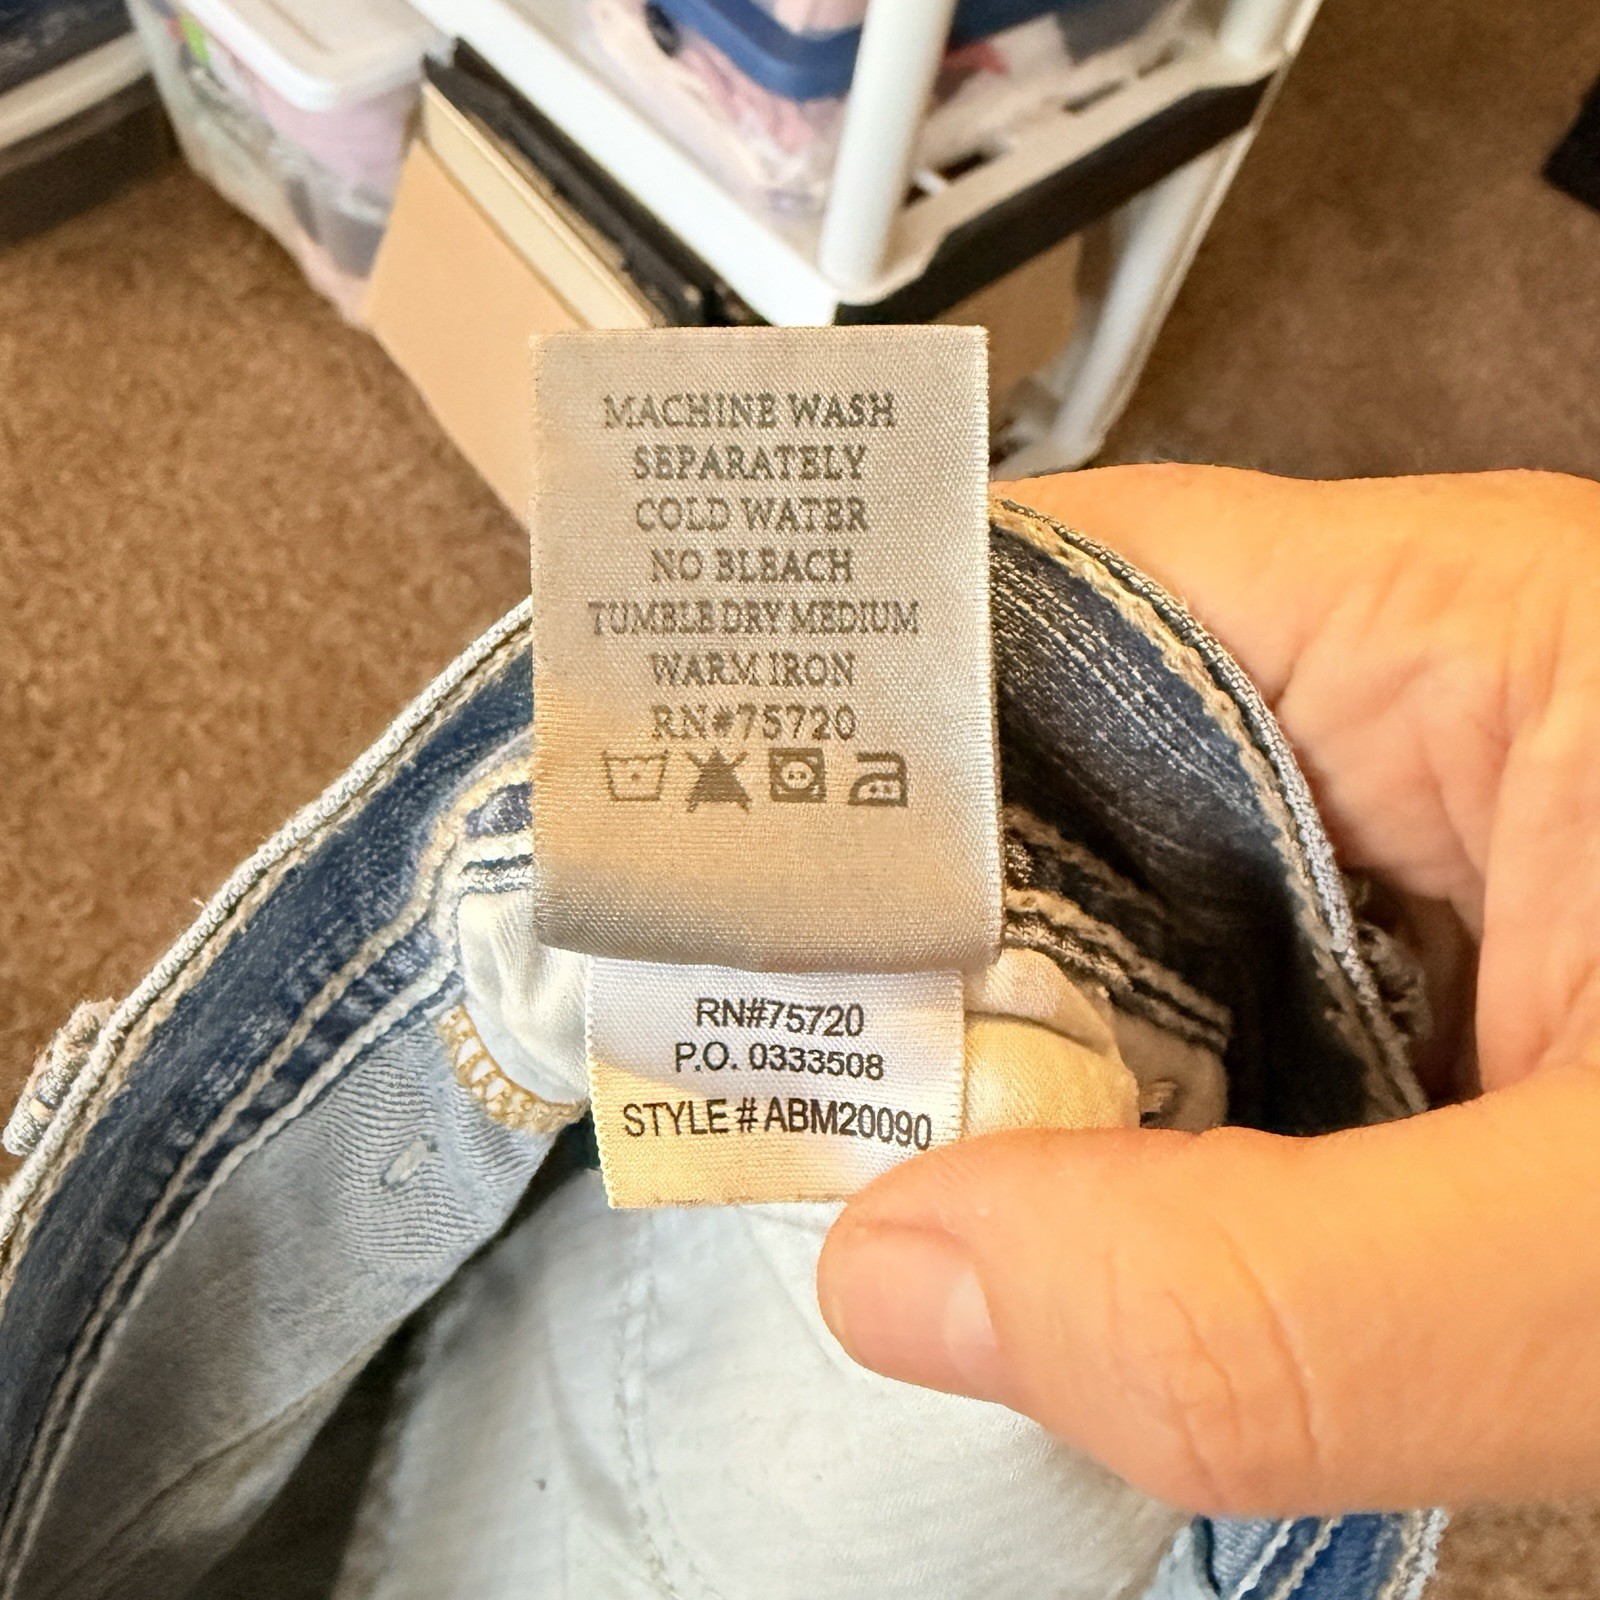 MACHINE WASH
SEPARATELY
COLD WATER
NO BLEACH
TUMBLE DRY MEDIUM
WARM IRON
RN#75720
RN#75720
P.O. 0333508
STYLE # ABM20090